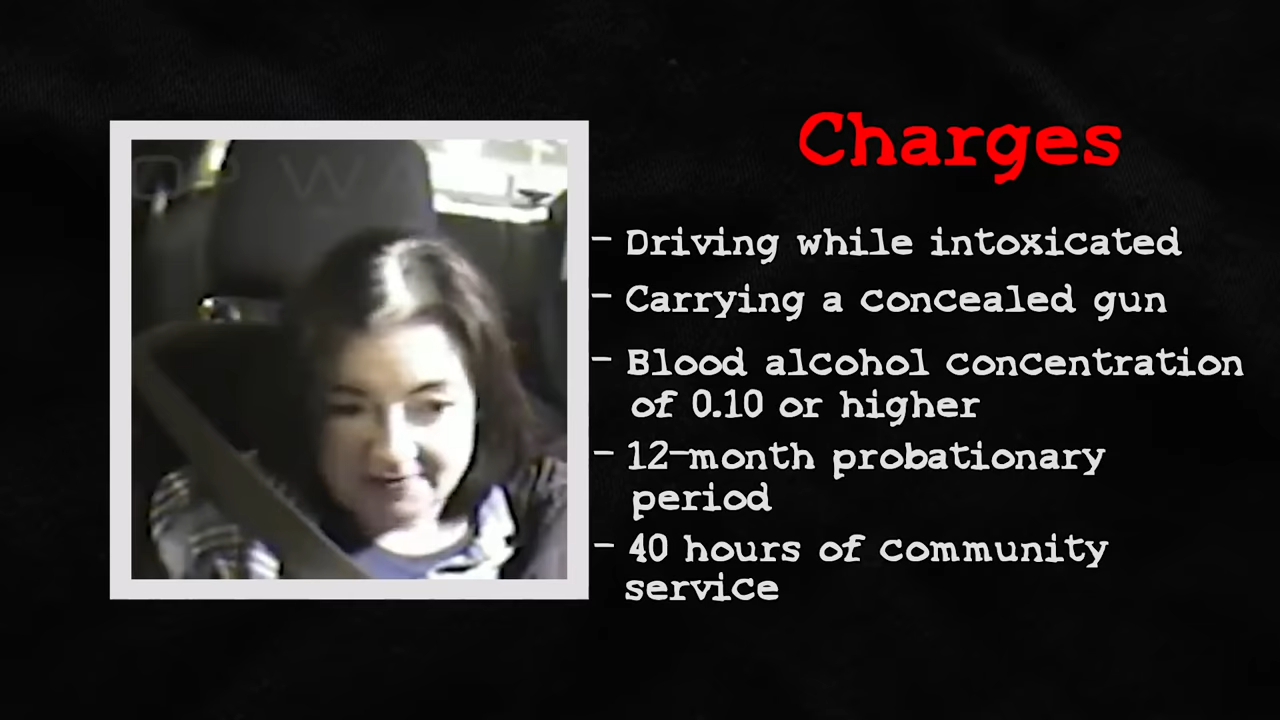 Charges
- Driving while intoxicated
- Carrying a concealed gun
- Blood alcohol concentration
of 0.10 or higher
- 12-month probationary
period
- 40 hours of community
service